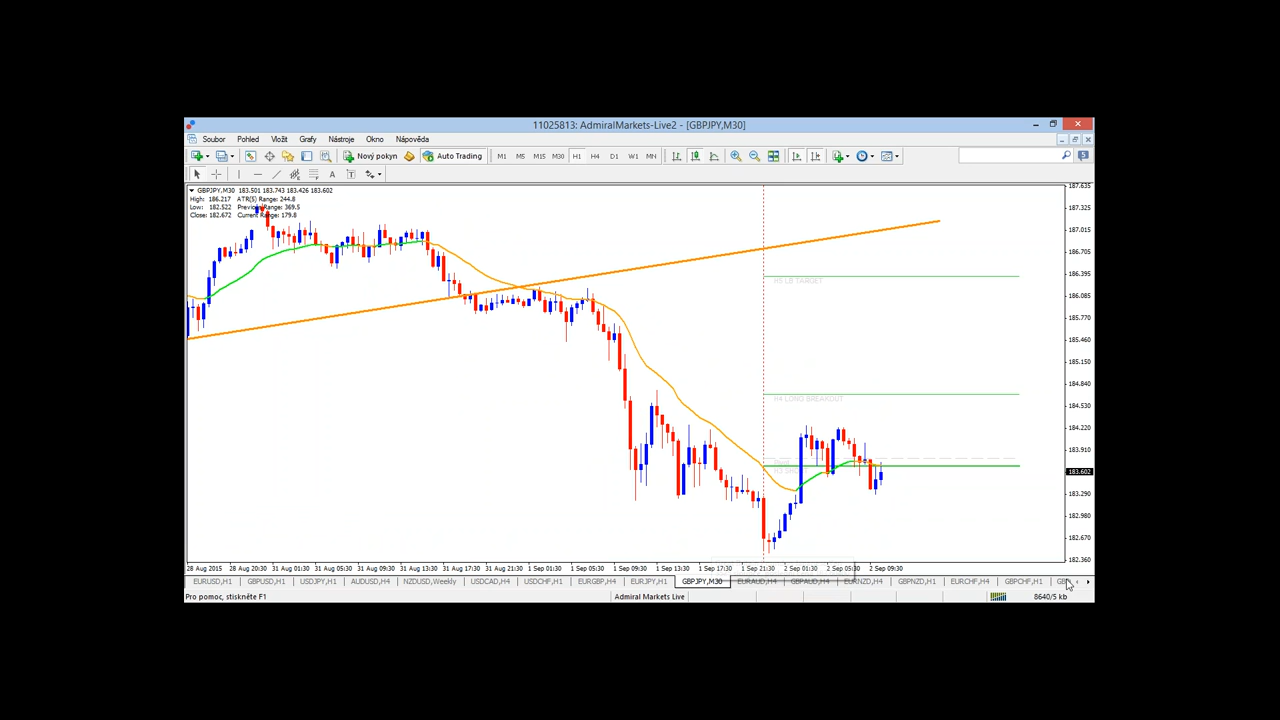 11025813: AdmiralMarkets-Live2 - [GBPJPY,M30]
Soubor Pohled Vložit Grafy Nástroje Okno Nápověda
Nový pokyn Auto Trading M1 M5 M15 M30 H1 H4 D1 W1 MN 5
A T
GBPJPY,M30 183.501 183.743 183.426 183.602
High: 186.217 ATR(5) Range: 244.8
Low: 182.522 Previous Range: 369.5
Close: 182.672 Current Range: 179.8
187.635
187.325
187.015
186.705
186.395
H5 LB TARGET
186.085
185.770
185.460
185.150
184.840
H4 LONG BREAKOUT
184.530
184.220
183.910
183.602
183.290
182.980
182.670
182.360
28 Aug 2015 28 Aug 20:30 31 Aug 01:30 31 Aug 05:30 31 Aug 09:30 31 Aug 13:30 31 Aug 17:30 31 Aug 21:30 1 Sep 01:30 1 Sep 05:30 1 Sep 09:30 1 Sep 13:30 1 Sep 17:30 1 Sep 21:30 2 Sep 01:30 2 Sep 05:30 2 Sep 09:30
EURUSD,H1 GBPUSD,H1 USDJPY,H1 AUDUSD,H4 NZDUSD,Weekly USDCAD,H4 USDCHF,H1 EURGBP,H4 EURJPY,H1 GBPJPY,M30 EURAUD,H4 GBPAUD,H4 EURNZD,H4 GBPNZD,H1 EURCHF,H4 GBPCHF,H1
Pro pomoc, stiskněte F1 Admiral Markets Live 8640/5 kb